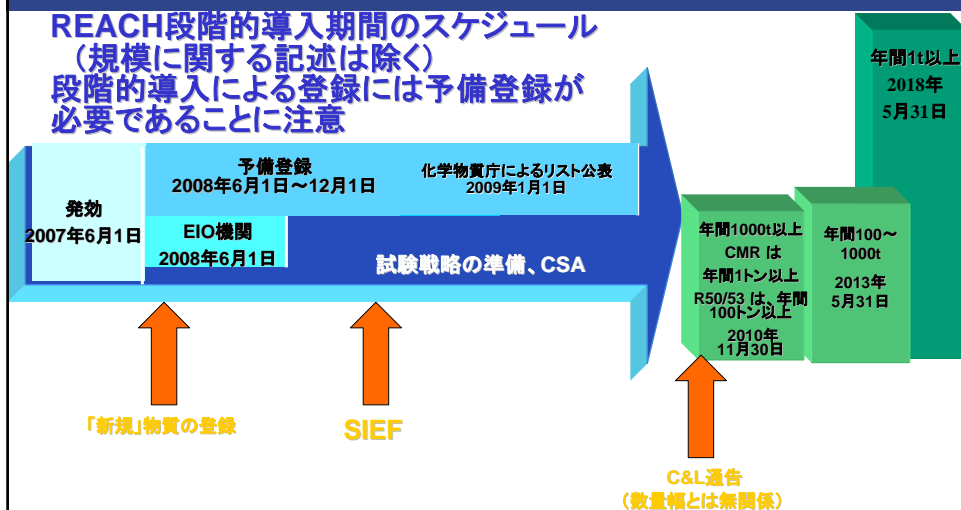 REACH段階的導入期間のスケジュール
（規模に関する記述は除く）
段階的導入による登録には予備登録が
必要であることに注意
発効
2007年6月1日
予備登録
2008年6月1日～12月1日
化学物質庁によるリスト公表
2009年1月1日
EIO機関
2008年6月1日
試験戦略の準備、CSA
年間1000t以上
CMR は
年間1トン以上
R50/53 は、年間
100トン以上
2010年
11月30日
年間100～
1000t
2013年
5月31日
年間1t以上
2018年
5月31日
「新規」物質の登録
SIEF
C&L通告
（数量幅とは無関係）